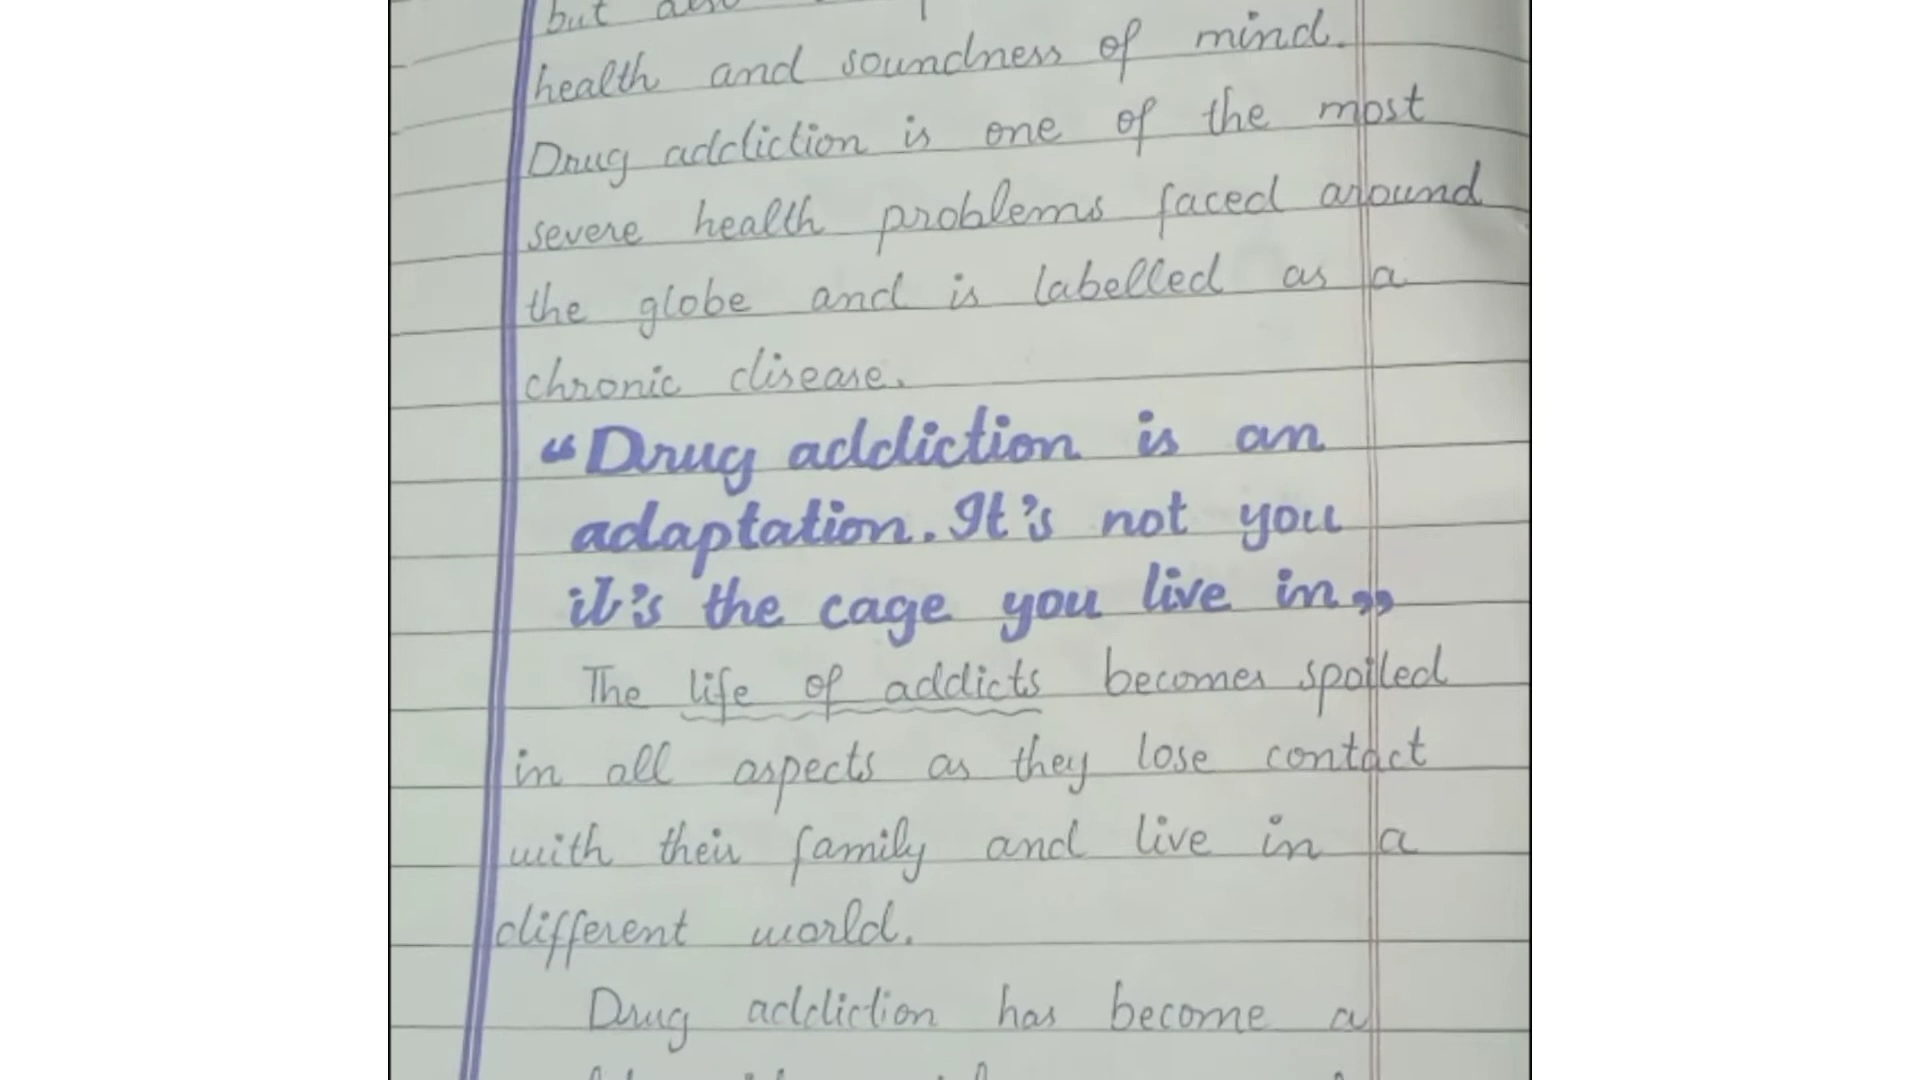 but also
health and soundness of mind.
Drug addiction is one of the most
severe health problems faced around
the globe and is labelled as a
chronic disease.
“Drug addiction is an
adaptation. It's not you
it's the cage you live in”
The life of addicts becomes spoiled
in all aspects as they lose contact
with their family and live in a
different world.
Drug addiction has become a